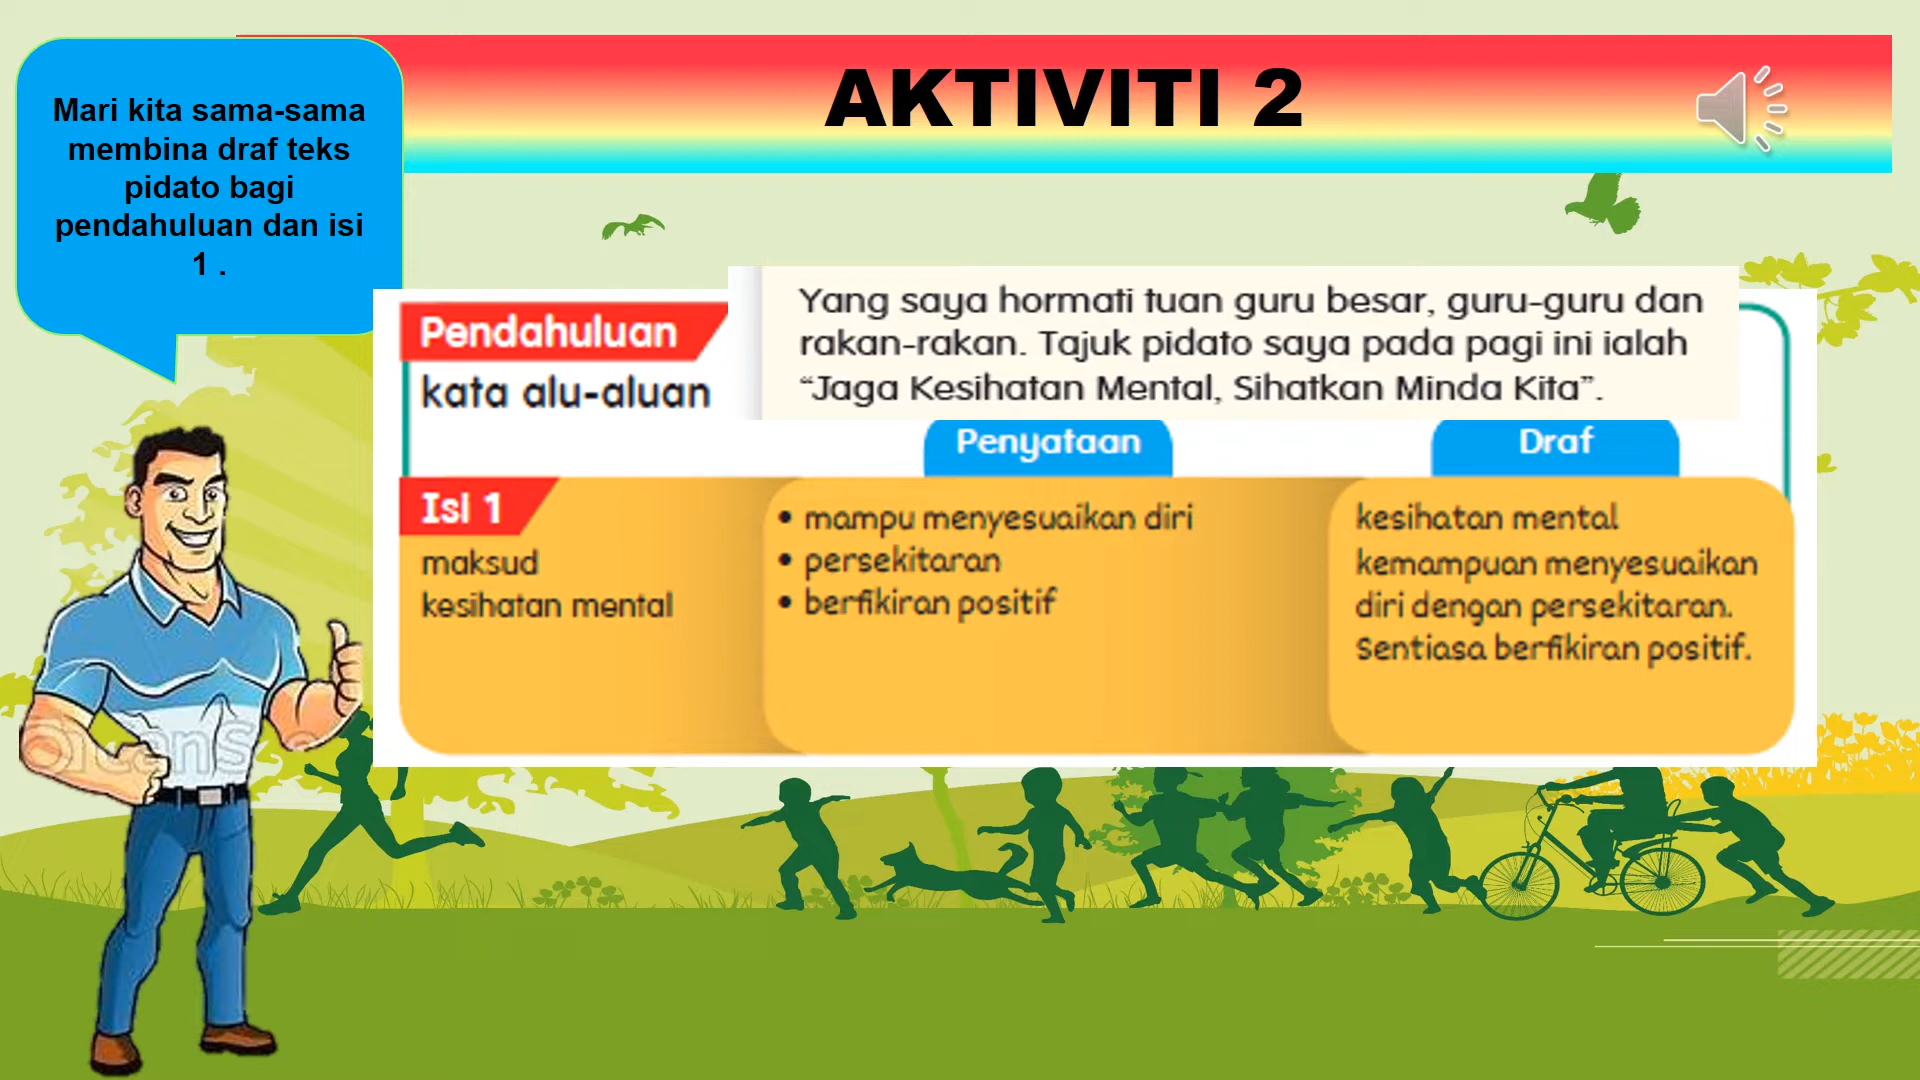 AKTIVITI 2
Mari kita sama-sama
membina draf teks
pidato bagi
pendahuluan dan isi
1 .
Pendahuluan
kata alu-aluan
Yang saya hormati tuan guru besar, guru-guru dan
rakan-rakan. Tajuk pidato saya pada pagi ini ialah
“Jaga Kesihatan Mental, Sihatkan Minda Kita”.
Penyataan
Draf
Isi 1
maksud
kesihatan mental
• mampu menyesuaikan diri
• persekitaran
• berfikiran positif
kesihatan mental
kemampuan menyesuaikan
diri dengan persekitaran.
Sentiasa berfikiran positif.